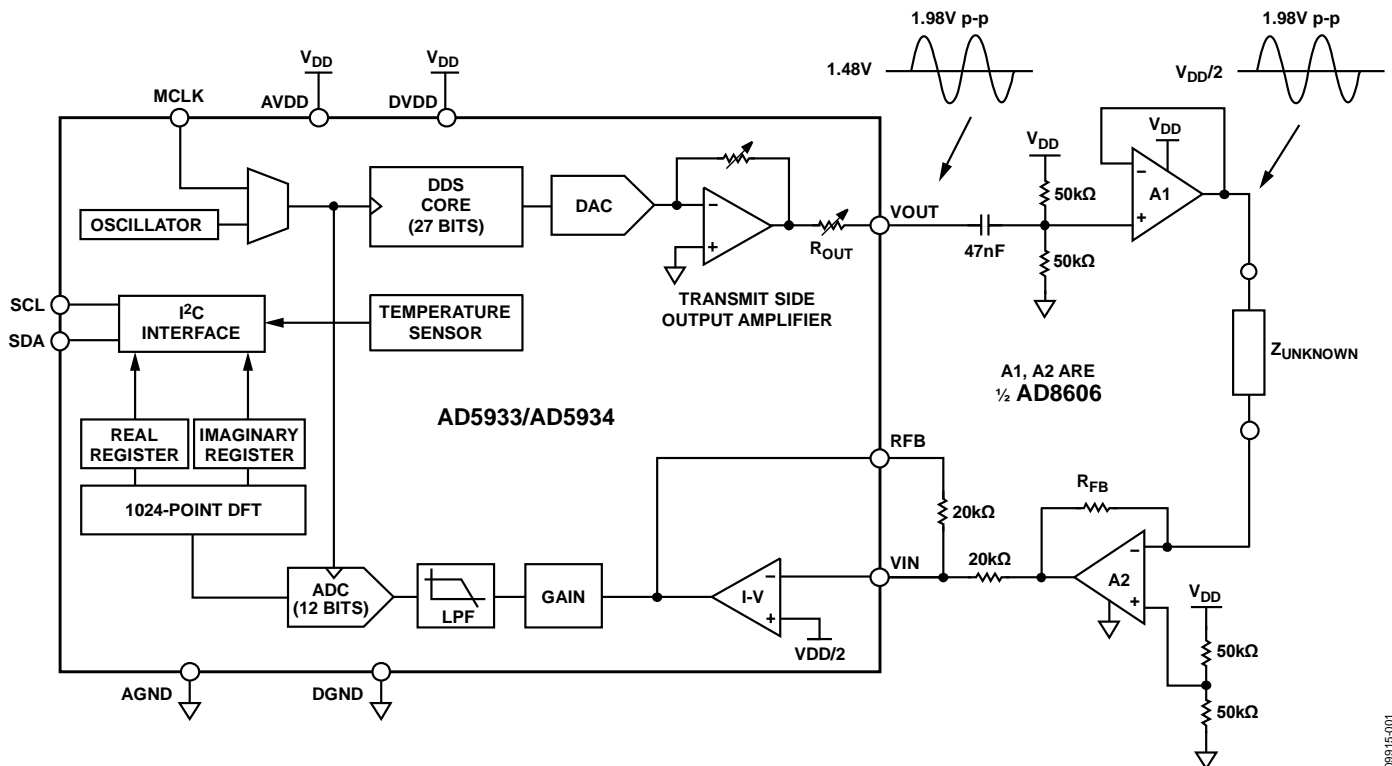 1.98V p-p
1.98V p-p
1.48V
VDD/2
VDD
VDD
MCLK
AVDD
DVDD
VDD
VDD
DDS
CORE
(27 BITS)
DAC
50kΩ
A1
OSCILLATOR
ROUT
VOUT
47nF
50kΩ
TRANSMIT SIDE
OUTPUT AMPLIFIER
SCL
SDA
I2C
INTERFACE
TEMPERATURE
SENSOR
ZUNKNOWN
A1, A2 ARE
½ AD8606
AD5933/AD5934
REAL
REGISTER
IMAGINARY
REGISTER
RFB
RFB
1024-POINT DFT
20kΩ
VIN
20kΩ
A2
ADC
(12 BITS)
LPF
GAIN
I-V
VDD/2
VDD
50kΩ
50kΩ
AGND
DGND
09915-001